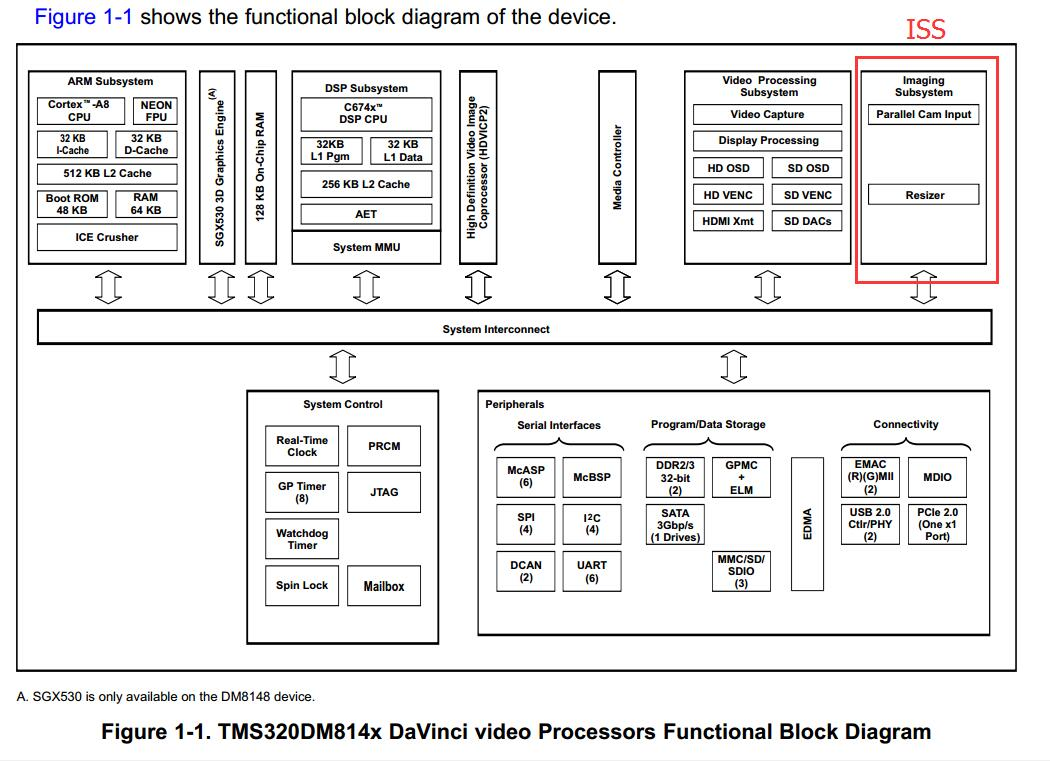 Figure 1-1 shows the functional block diagram of the device.
ISS
ARM Subsystem
Cortex™-A8
CPU
NEON
FPU
32 KB
I-Cache
32 KB
D-Cache
512 KB L2 Cache
Boot ROM
48 KB
RAM
64 KB
ICE Crusher
SGX530 3D Graphics Engine (A)
128 KB On-Chip RAM
DSP Subsystem
C674x™
DSP CPU
32KB
L1 Pgm
32 KB
L1 Data
256 KB L2 Cache
AET
System MMU
High Definition Video Image
Coprocessor (HDVICP2)
Media Controller
Video Processing
Subsystem
Video Capture
Display Processing
HD OSD
SD OSD
HD VENC
SD VENC
HDMI Xmt
SD DACs
Imaging
Subsystem
Parallel Cam Input
Resizer
System Interconnect
System Control
Real-Time
Clock
PRCM
GP Timer
(8)
JTAG
Watchdog
Timer
Spin Lock
Mailbox
Peripherals
Serial Interfaces
McASP
(6)
McBSP
SPI
(4)
I²C
(4)
DCAN
(2)
UART
(6)
Program/Data Storage
DDR2/3
32-bit
(2)
GPMC
+
ELM
SATA
3Gbp/s
(1 Drives)
MMC/SD/
SDIO
(3)
EDMA
Connectivity
EMAC
(R)(G)MII
(2)
MDIO
USB 2.0
Ctlr/PHY
(2)
PCIe 2.0
(One x1
Port)
A. SGX530 is only available on the DM8148 device.
Figure 1-1. TMS320DM814x DaVinci video Processors Functional Block Diagram